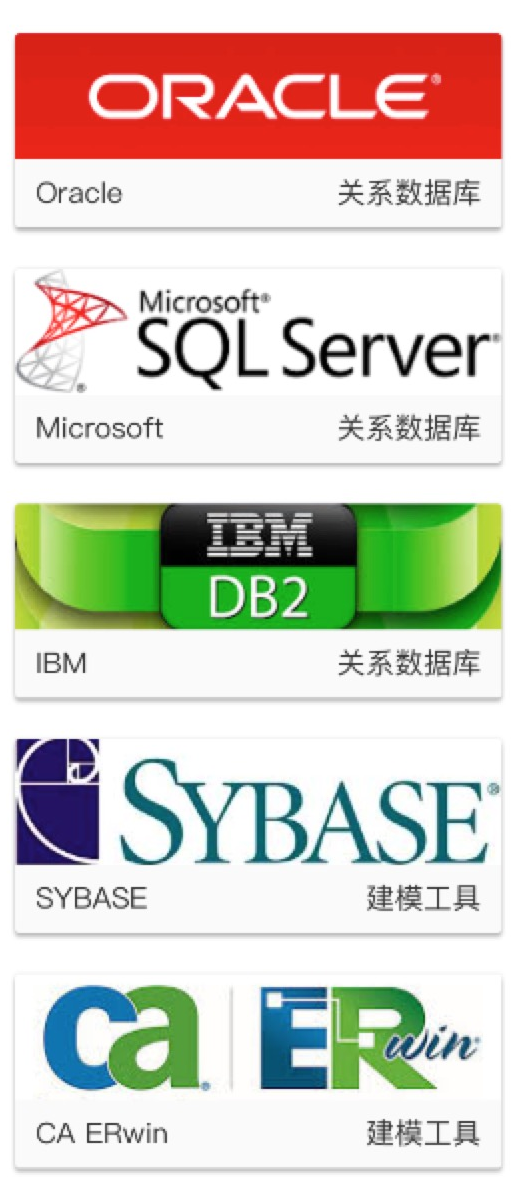 ORACLE®
Oracle 关系数据库
Microsoft®
SQL Server®
®
Microsoft 关系数据库
IBM
DB2
IBM 关系数据库
SYBASE®
SYBASE 建模工具
ca® ERwin®
CA ERwin 建模工具